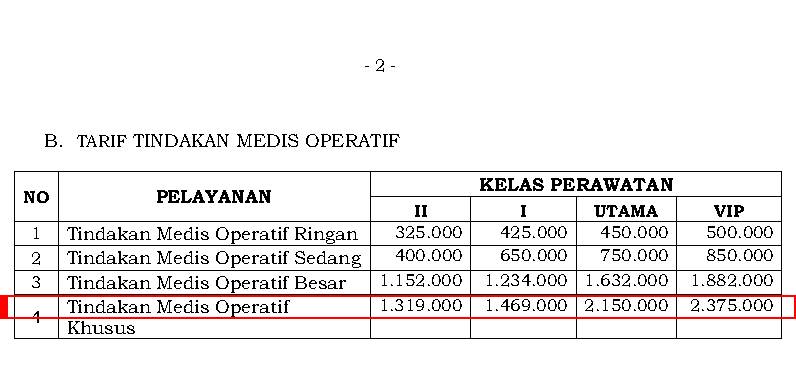 - 2 -
B. TARIF TINDAKAN MEDIS OPERATIF
NO PELAYANAN KELAS PERAWATAN
II I UTAMA VIP
1 Tindakan Medis Operatif Ringan 325.000 425.000 450.000 500.000
2 Tindakan Medis Operatif Sedang 400.000 650.000 750.000 850.000
3 Tindakan Medis Operatif Besar 1.152.000 1.234.000 1.632.000 1.882.000
4 Tindakan Medis Operatif 1.319.000 1.469.000 2.150.000 2.375.000
Khusus